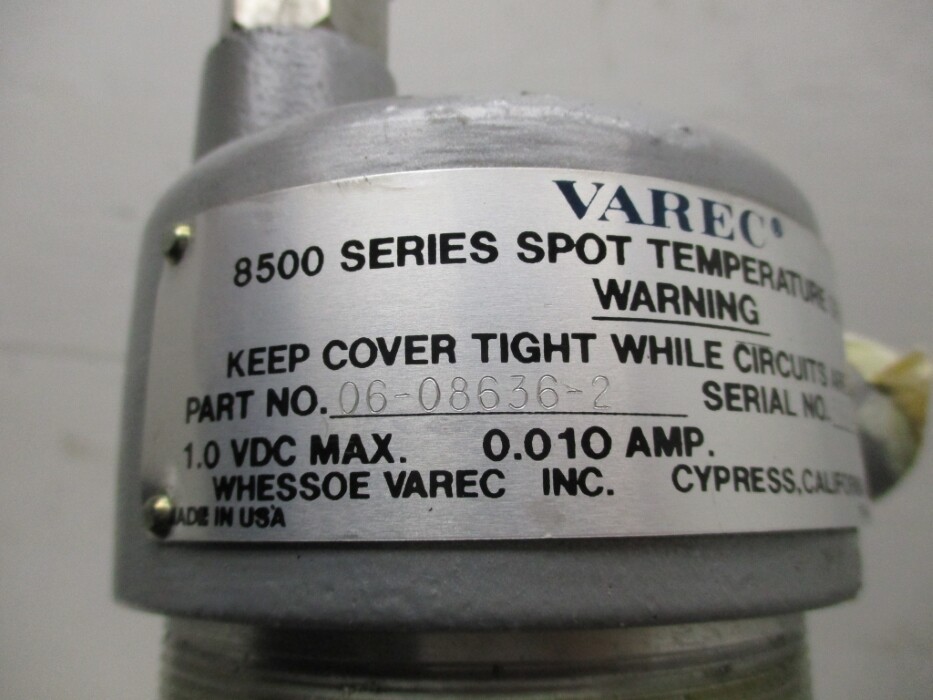 VAREC®
8500 SERIES SPOT TEMPERATURE
WARNING
KEEP COVER TIGHT WHILE CIRCUITS
PART NO. 06-08636-2 SERIAL NO.
1.0 VDC MAX. 0.010 AMP.
WHESSOE VAREC INC. CYPRESS, CALIFORNIA
MADE IN USA